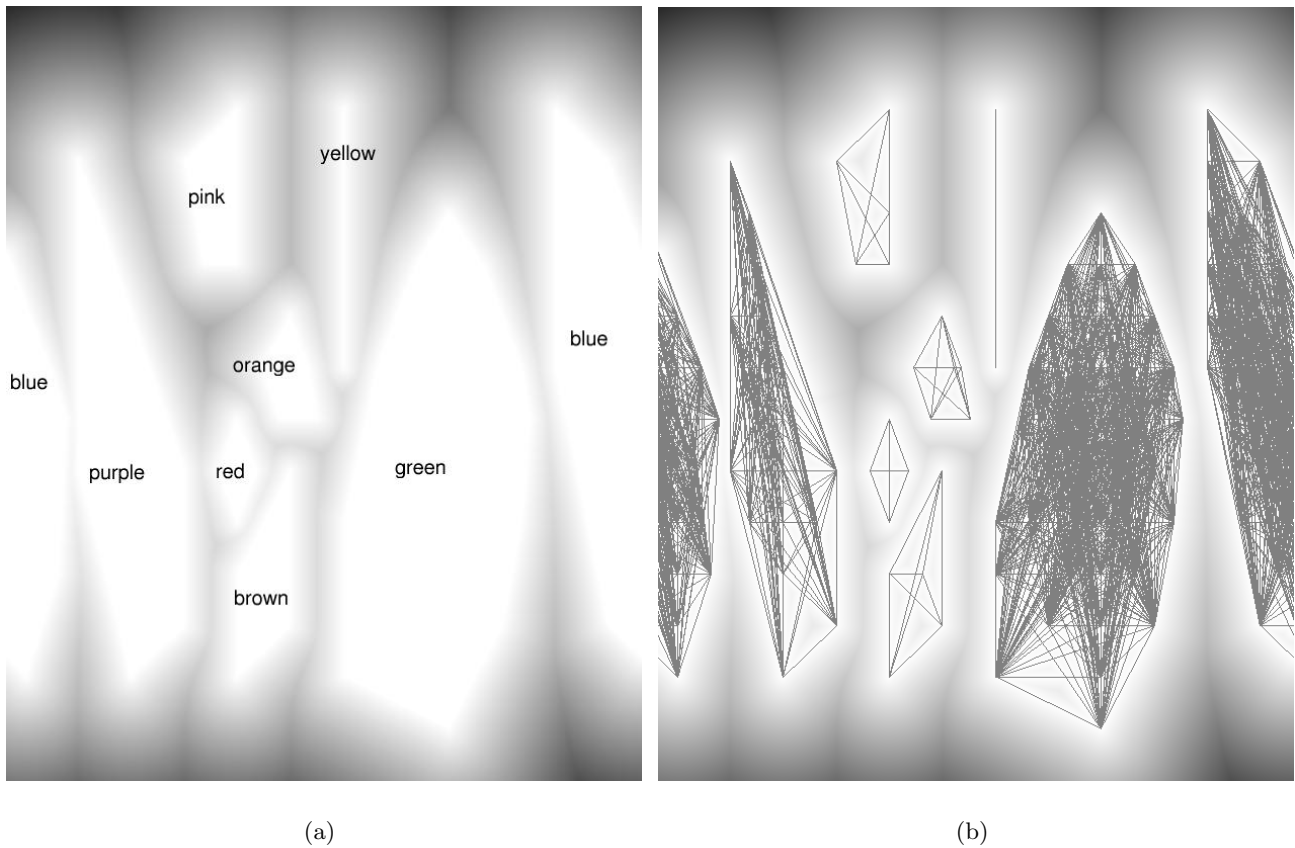 yellow
pink
blue
orange
blue
green
purple
red
brown
(a)
(b)